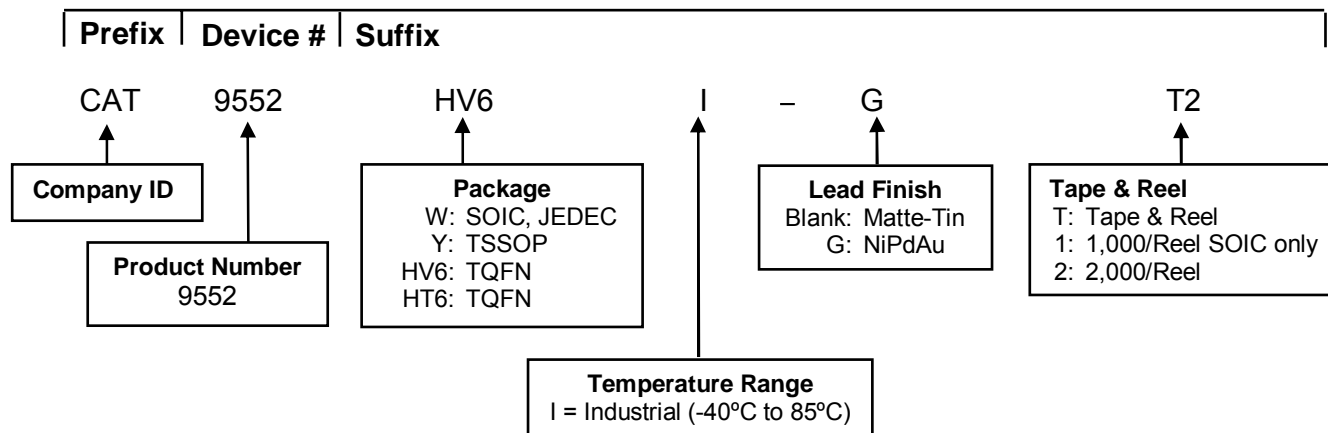 Prefix Device # Suffix
CAT 9552 HV6 I – G T2
Company ID
Product Number
9552
Package
W: SOIC, JEDEC
Y: TSSOP
HV6: TQFN
HT6: TQFN
Lead Finish
Blank: Matte-Tin
G: NiPdAu
Tape & Reel
T: Tape & Reel
1: 1,000/Reel SOIC only
2: 2,000/Reel
Temperature Range
I = Industrial (-40ºC to 85ºC)